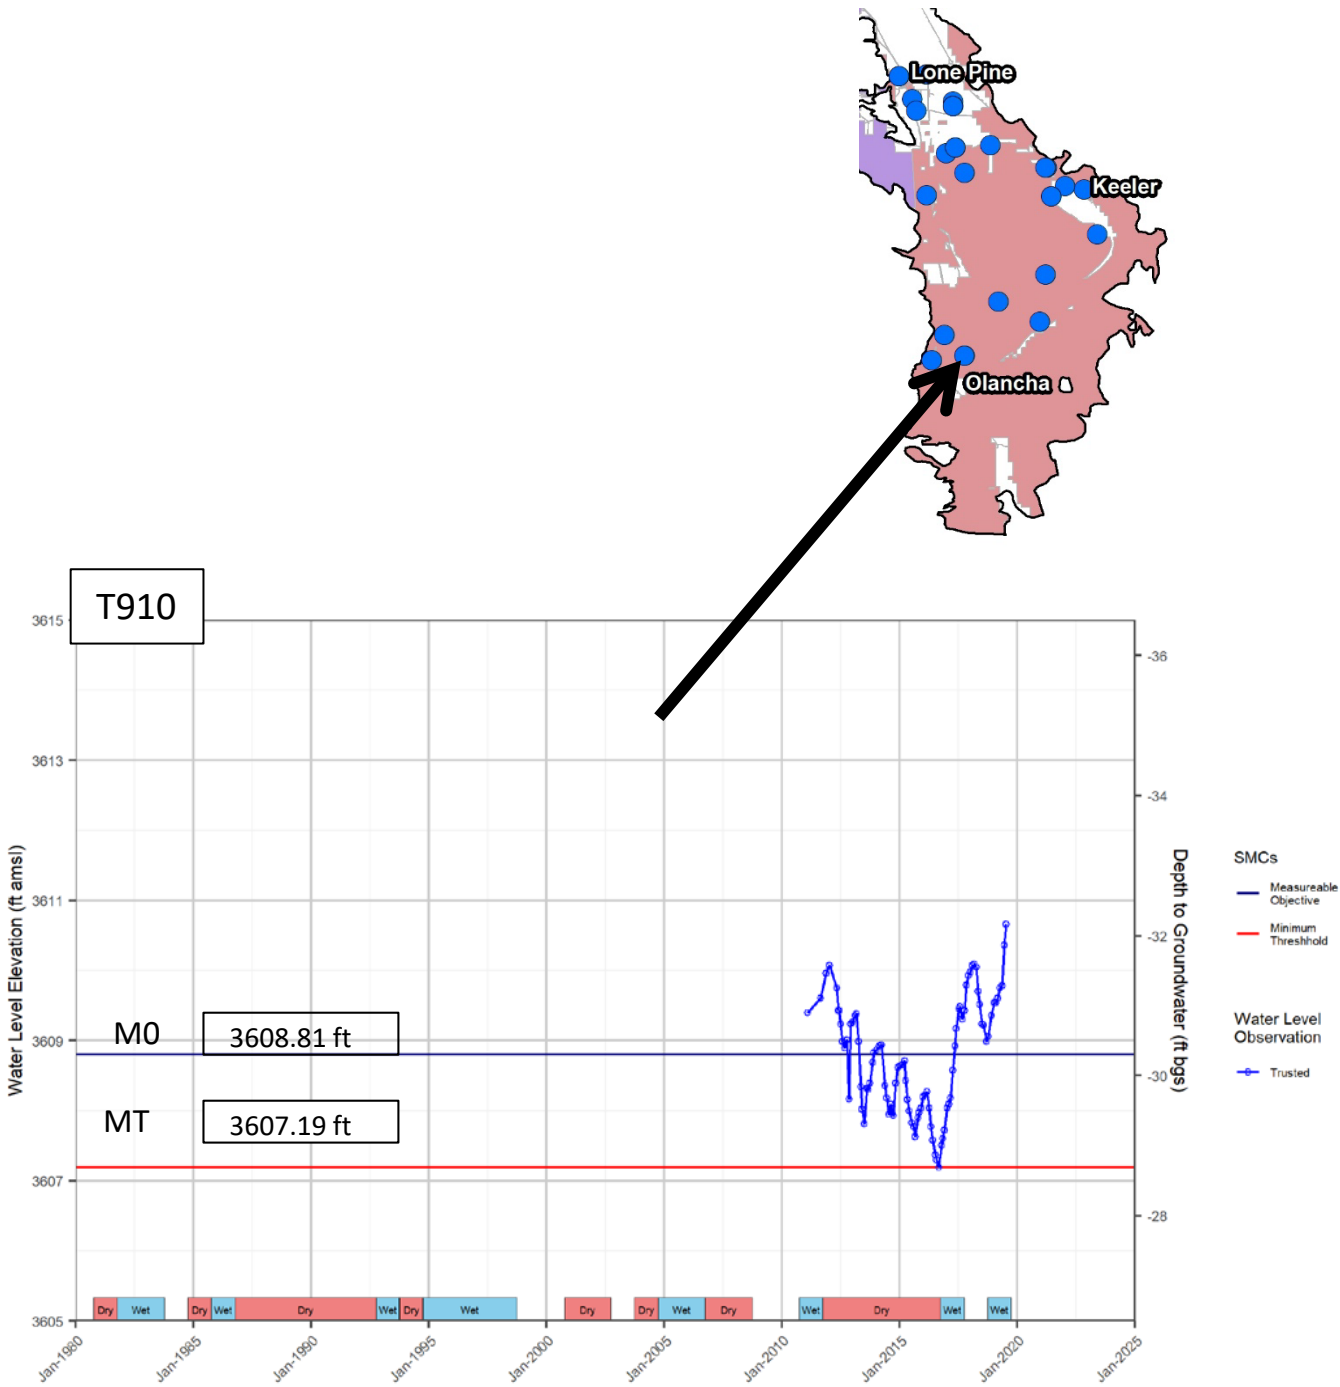 Lone Pine
Keeler
Olancha
T910
3615
3613
3611
3609
3607
3605
Water Level Elevation (ft amsl)
M0
3608.81 ft
MT
3607.19 ft
-36
-34
-32
-30
-28
Depth to Groundwater (ft bgs)
SMCs
Measureable
Objective
Minimum
Threshhold
Water Level
Observation
Trusted
Dry
Wet
Dry
Wet
Dry
Wet
Dry
Wet
Dry
Dry
Wet
Dry
Wet
Dry
Wet
Wet
Jan-1980
Jan-1985
Jan-1990
Jan-1995
Jan-2000
Jan-2005
Jan-2010
Jan-2015
Jan-2020
Jan-2025